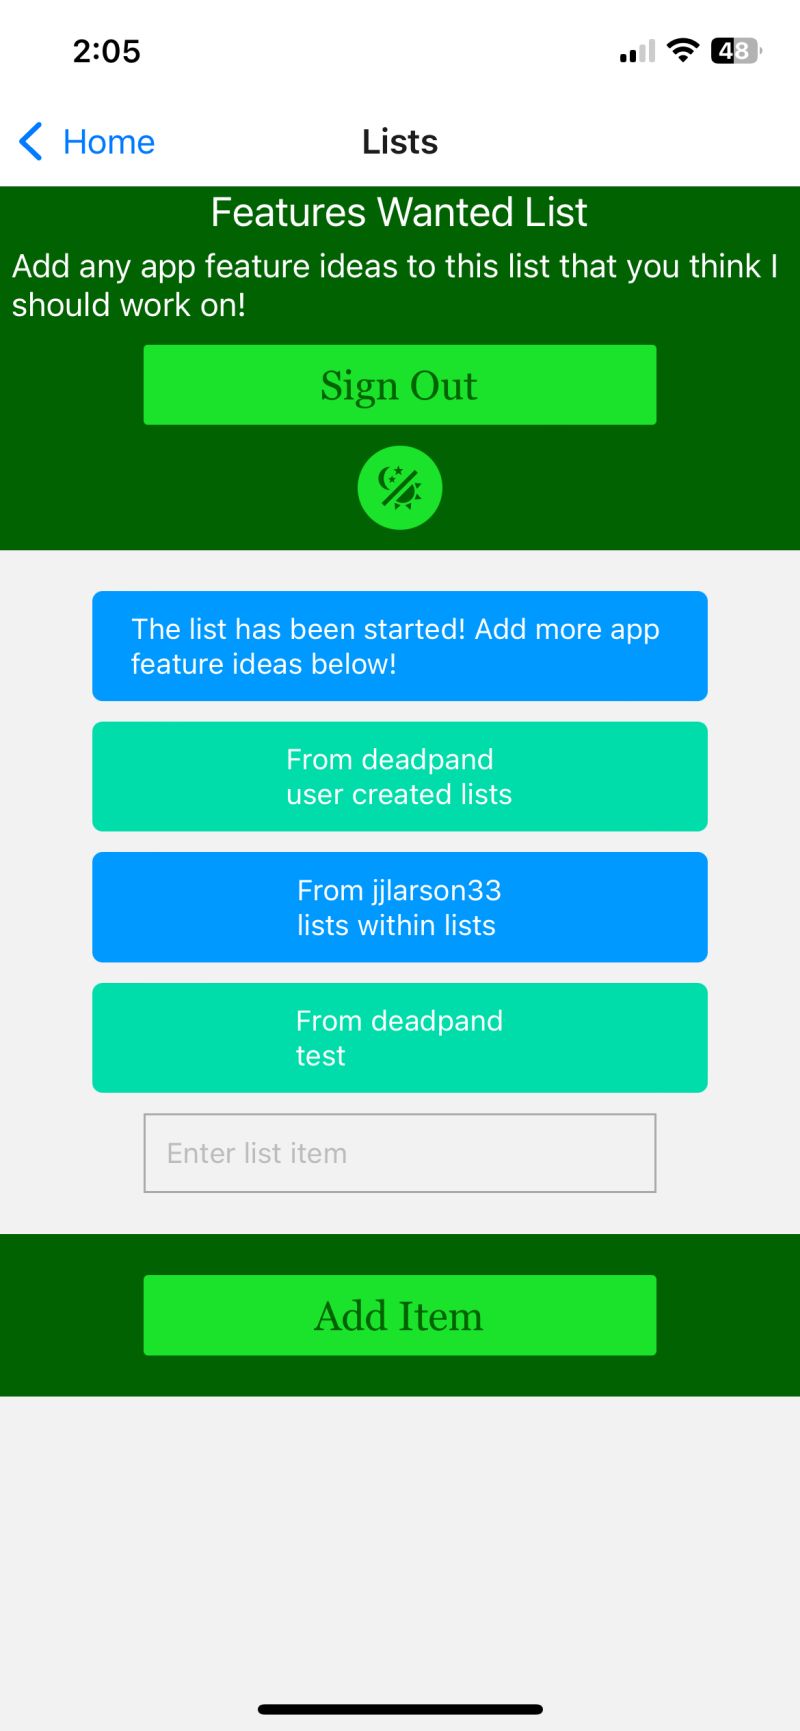 2:05
48
Home
Lists
Features Wanted List
Add any app feature ideas to this list that you think I
should work on!
Sign Out
The list has been started! Add more app
feature ideas below!
From deadpand
user created lists
From jjlarson33
lists within lists
From deadpand
test
Enter list item
Add Item